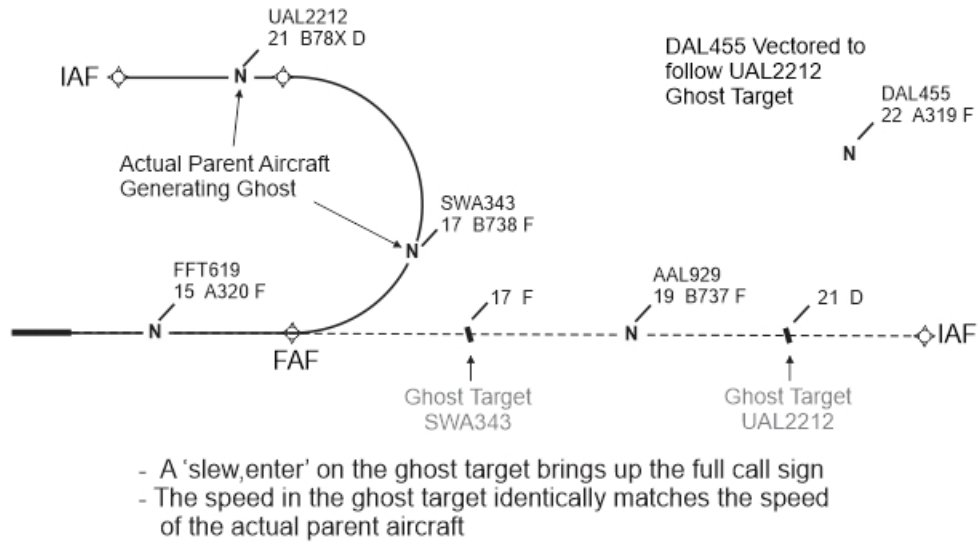 UAL2212
21 B78X D
IAF
N
DAL455 Vectored to
follow UAL2212
Ghost Target
DAL455
22 A319 F
N
Actual Parent Aircraft
Generating Ghost
SWA343
17 B738 F
N
FFT619
15 A320 F
N
FAF
17 F
AAL929
19 B737 F
N
21 D
IAF
Ghost Target
SWA343
Ghost Target
UAL2212
- A 'slew,enter' on the ghost target brings up the full call sign
- The speed in the ghost target identically matches the speed
of the actual parent aircraft